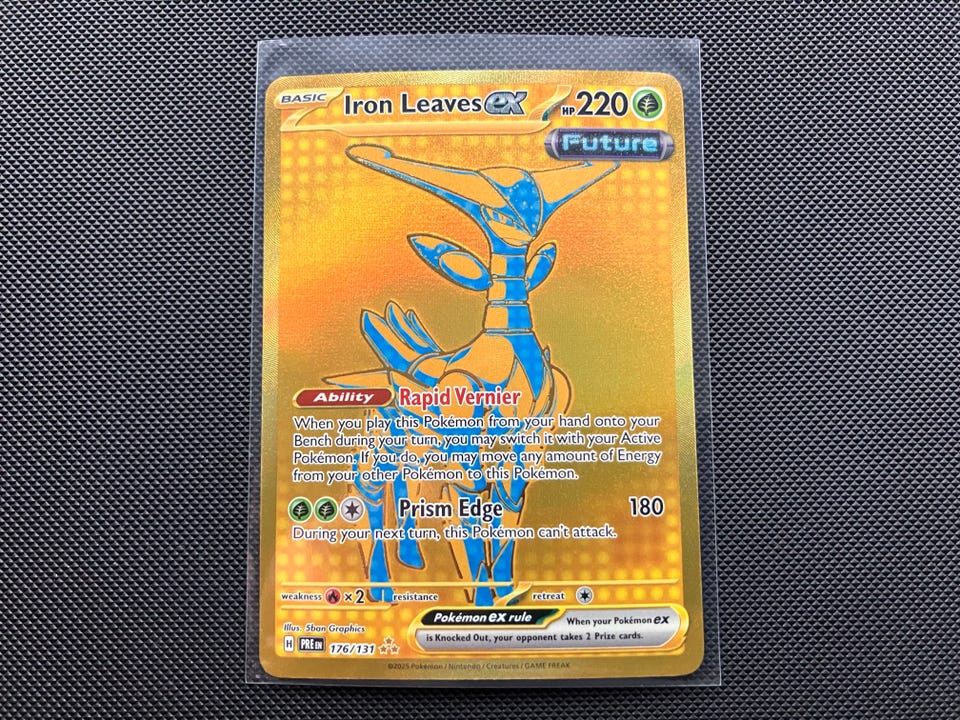 BASIC Iron Leaves ex HP 220
Future
Ability Rapid Vernier
When you play this Pokémon from your hand onto your
Bench during your turn, you may switch it with your Active
Pokémon. If you do, you may move any amount of Energy
from your other Pokémon to this Pokémon.
Prism Edge 180
During your next turn, this Pokémon can't attack.
weakness ×2 resistance retreat
Illus. 5ban Graphics
Pokémon ex rule When your Pokémon ex
is Knocked Out, your opponent takes 2 Prize cards.
H PRE EN 176/131
©2025 Pokémon / Nintendo / Creatures / GAME FREAK